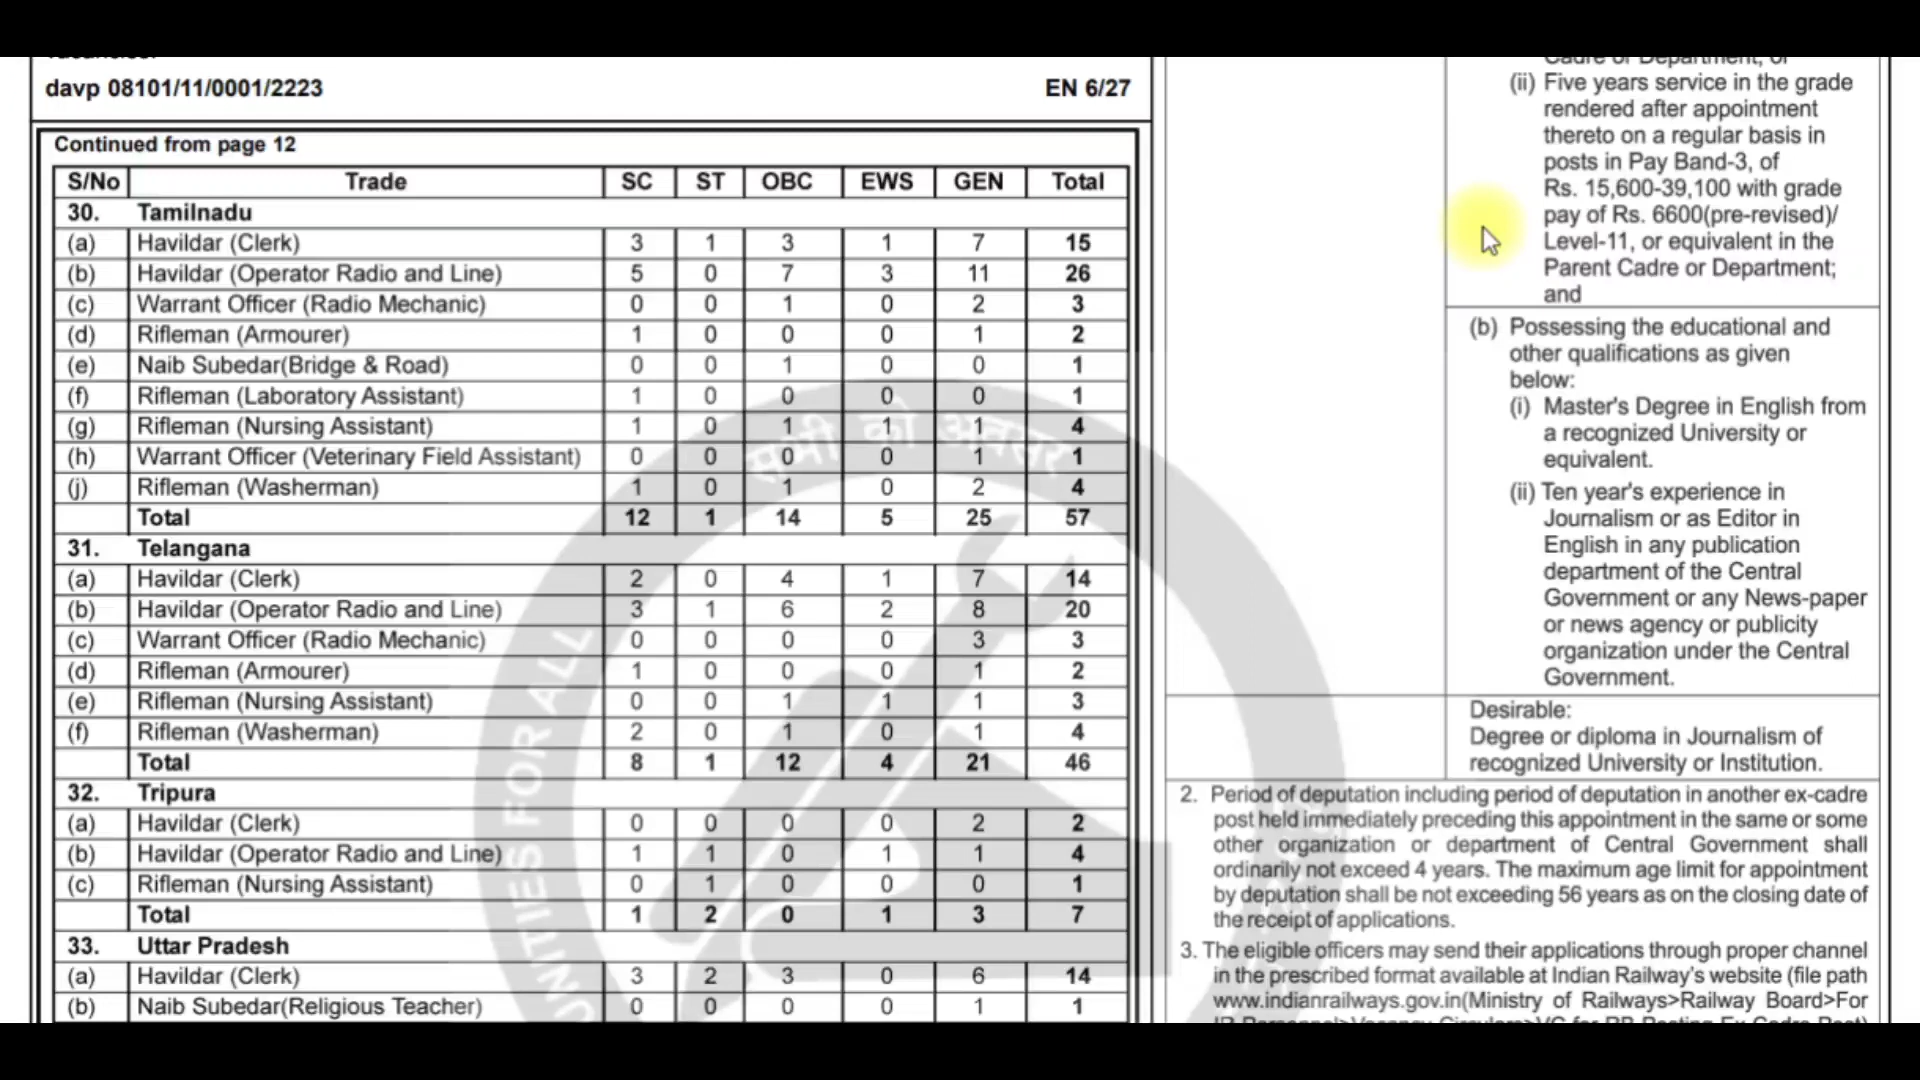 davp 08101/11/0001/2223 EN 6/27
Continued from page 12
S/No Trade SC ST OBC EWS GEN Total
30. Tamilnadu
(a) Havildar (Clerk) 3 1 3 1 7 15
(b) Havildar (Operator Radio and Line) 5 0 7 3 11 26
(c) Warrant Officer (Radio Mechanic) 0 0 1 0 2 3
(d) Rifleman (Armourer) 1 0 0 0 1 2
(e) Naib Subedar(Bridge & Road) 0 0 1 0 0 1
(f) Rifleman (Laboratory Assistant) 1 0 0 0 0 1
(g) Rifleman (Nursing Assistant) 1 0 1 1 1 4
(h) Warrant Officer (Veterinary Field Assistant) 0 0 0 0 1 1
(j) Rifleman (Washerman) 1 0 1 0 2 4
Total 12 1 14 5 25 57
31. Telangana
(a) Havildar (Clerk) 2 0 4 1 7 14
(b) Havildar (Operator Radio and Line) 3 1 6 2 8 20
(c) Warrant Officer (Radio Mechanic) 0 0 0 0 3 3
(d) Rifleman (Armourer) 1 0 0 0 1 2
(e) Rifleman (Nursing Assistant) 0 0 1 1 1 3
(f) Rifleman (Washerman) 2 0 1 0 1 4
Total 8 1 12 4 21 46
32. Tripura
(a) Havildar (Clerk) 0 0 0 0 2 2
(b) Havildar (Operator Radio and Line) 1 1 0 1 1 4
(c) Rifleman (Nursing Assistant) 0 1 0 0 0 1
Total 1 2 0 1 3 7
33. Uttar Pradesh
(a) Havildar (Clerk) 3 2 3 0 6 14
(b) Naib Subedar(Religious Teacher) 0 0 0 0 1 1
Cadre or Department; or
(ii) Five years service in the grade
rendered after appointment
thereto on a regular basis in
posts in Pay Band-3, of
Rs. 15,600-39,100 with grade
pay of Rs. 6600(pre-revised)/
Level-11, or equivalent in the
Parent Cadre or Department;
and
(b) Possessing the educational and
other qualifications as given
below:
(i) Master's Degree in English from
a recognized University or
equivalent.
(ii) Ten year's experience in
Journalism or as Editor in
English in any publication
department of the Central
Government or any News-paper
or news agency or publicity
organization under the Central
Government.
Desirable:
Degree or diploma in Journalism of
recognized University or Institution.
2. Period of deputation including period of deputation in another ex-cadre
post held immediately preceding this appointment in the same or some
other organization or department of Central Government shall
ordinarily not exceed 4 years. The maximum age limit for appointment
by deputation shall be not exceeding 56 years as on the closing date of
the receipt of applications.
3. The eligible officers may send their applications through proper channel
in the prescribed format available at Indian Railway's website (file path
www.indianrailways.gov.in(Ministry of Railways>Railway Board>For
सभी को अवसर
UNITIES FOR ALL